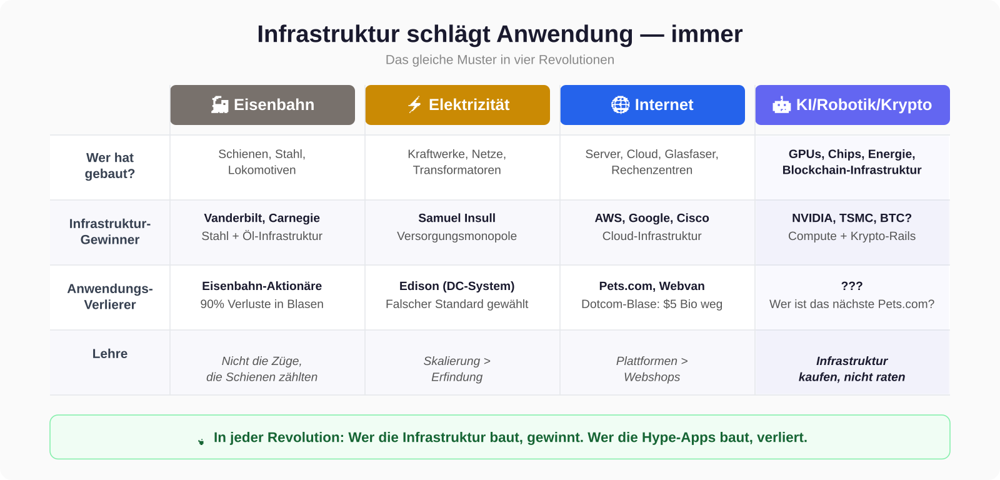 Infrastruktur schlägt Anwendung — immer
Das gleiche Muster in vier Revolutionen
Eisenbahn
Elektrizität
Internet
KI/Robotik/Krypto
Wer hat
gebaut?
Schienen, Stahl,
Lokomotiven
Kraftwerke, Netze,
Transformatoren
Server, Cloud, Glasfaser,
Rechenzentren
GPUs, Chips, Energie,
Blockchain-Infrastruktur
Infrastruktur-
Gewinner
Vanderbilt, Carnegie
Stahl + Öl-Infrastruktur
Samuel Insull
Versorgungsmonopole
AWS, Google, Cisco
Cloud-Infrastruktur
NVIDIA, TSMC, BTC?
Compute + Krypto-Rails
Anwendungs-
Verlierer
Eisenbahn-Aktionäre
90% Verluste in Blasen
Edison (DC-System)
Falscher Standard gewählt
Pets.com, Webvan
Dotcom-Blase: $5 Bio weg
???
Wer ist das nächste Pets.com?
Lehre
Nicht die Züge,
die Schienen zählten
Skalierung >
Erfindung
Plattformen >
Webshops
Infrastruktur
kaufen, nicht raten
In jeder Revolution: Wer die Infrastruktur baut, gewinnt. Wer die Hype-Apps baut, verliert.